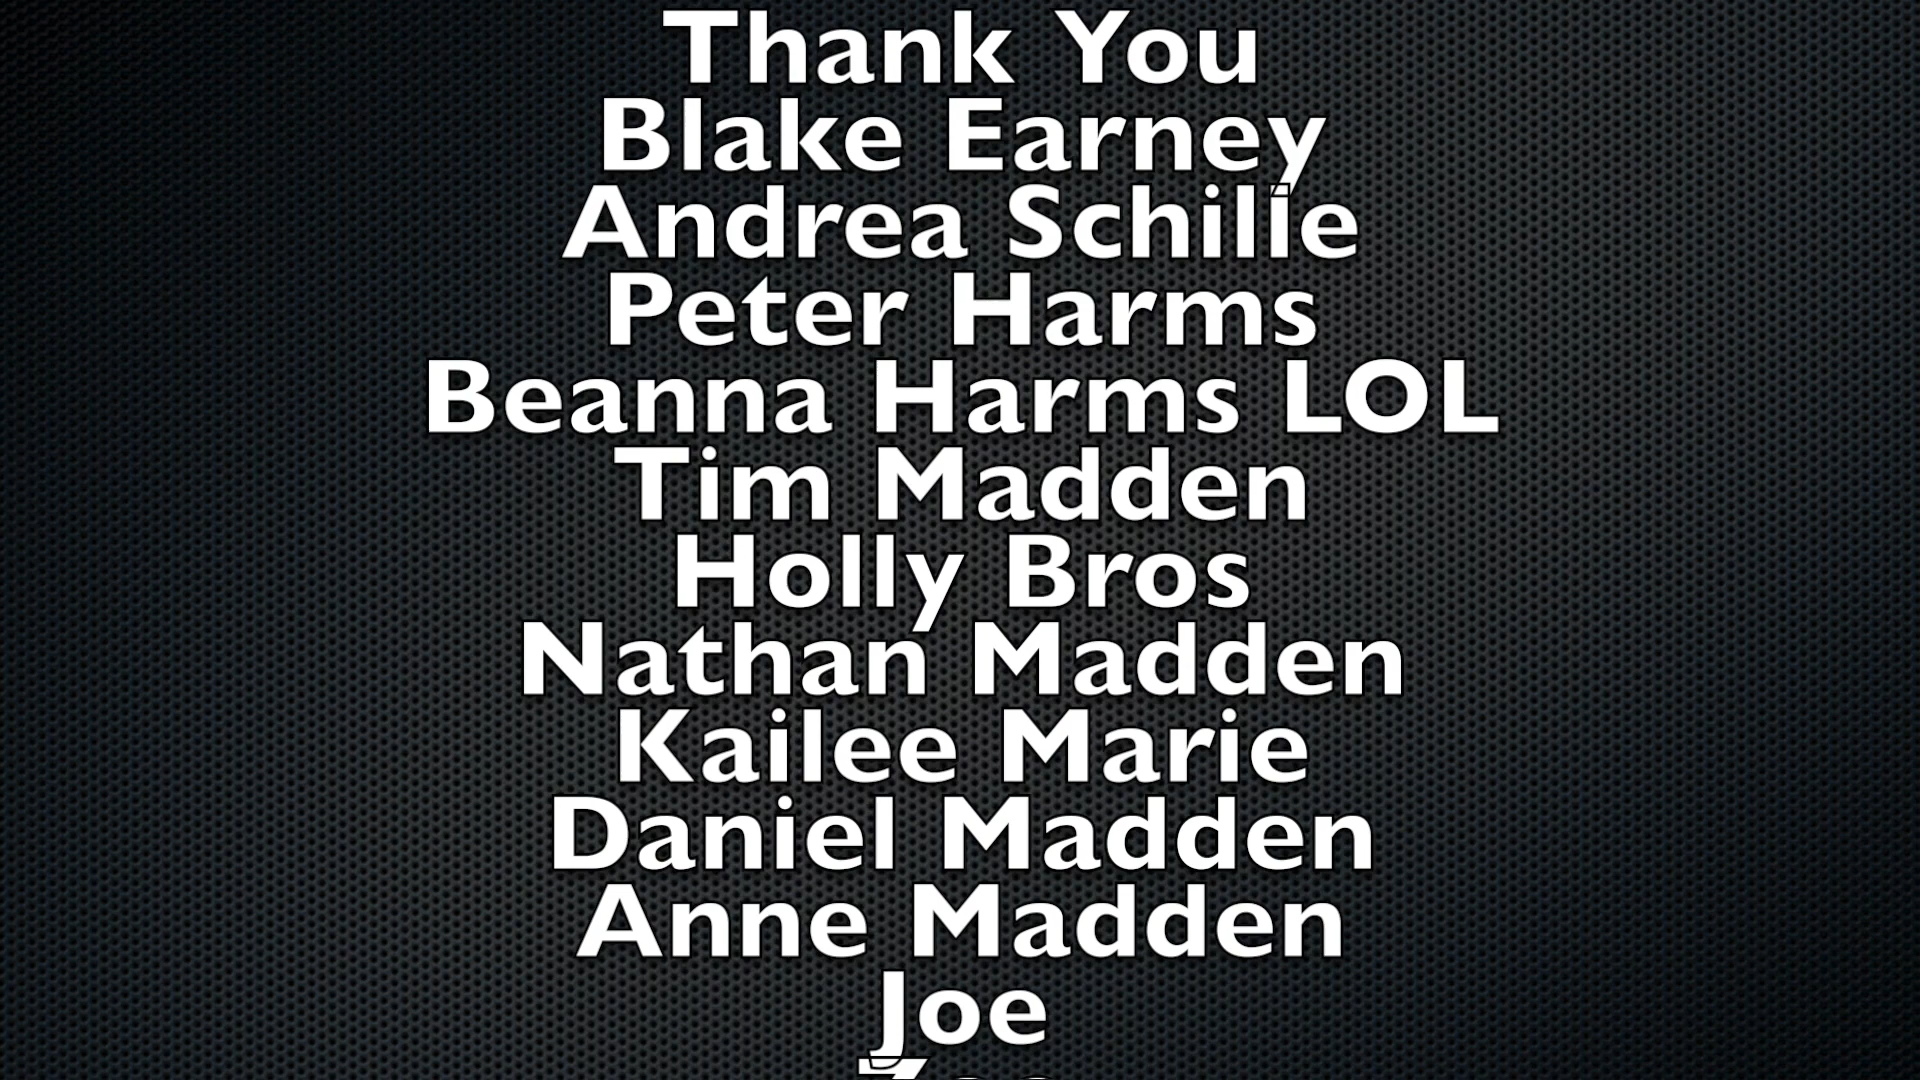 Thank You
Blake Earney
Andrea Schille
Peter Harms
Beanna Harms LOL
Tim Madden
Holly Bros
Nathan Madden
Kailee Marie
Daniel Madden
Anne Madden
Joe